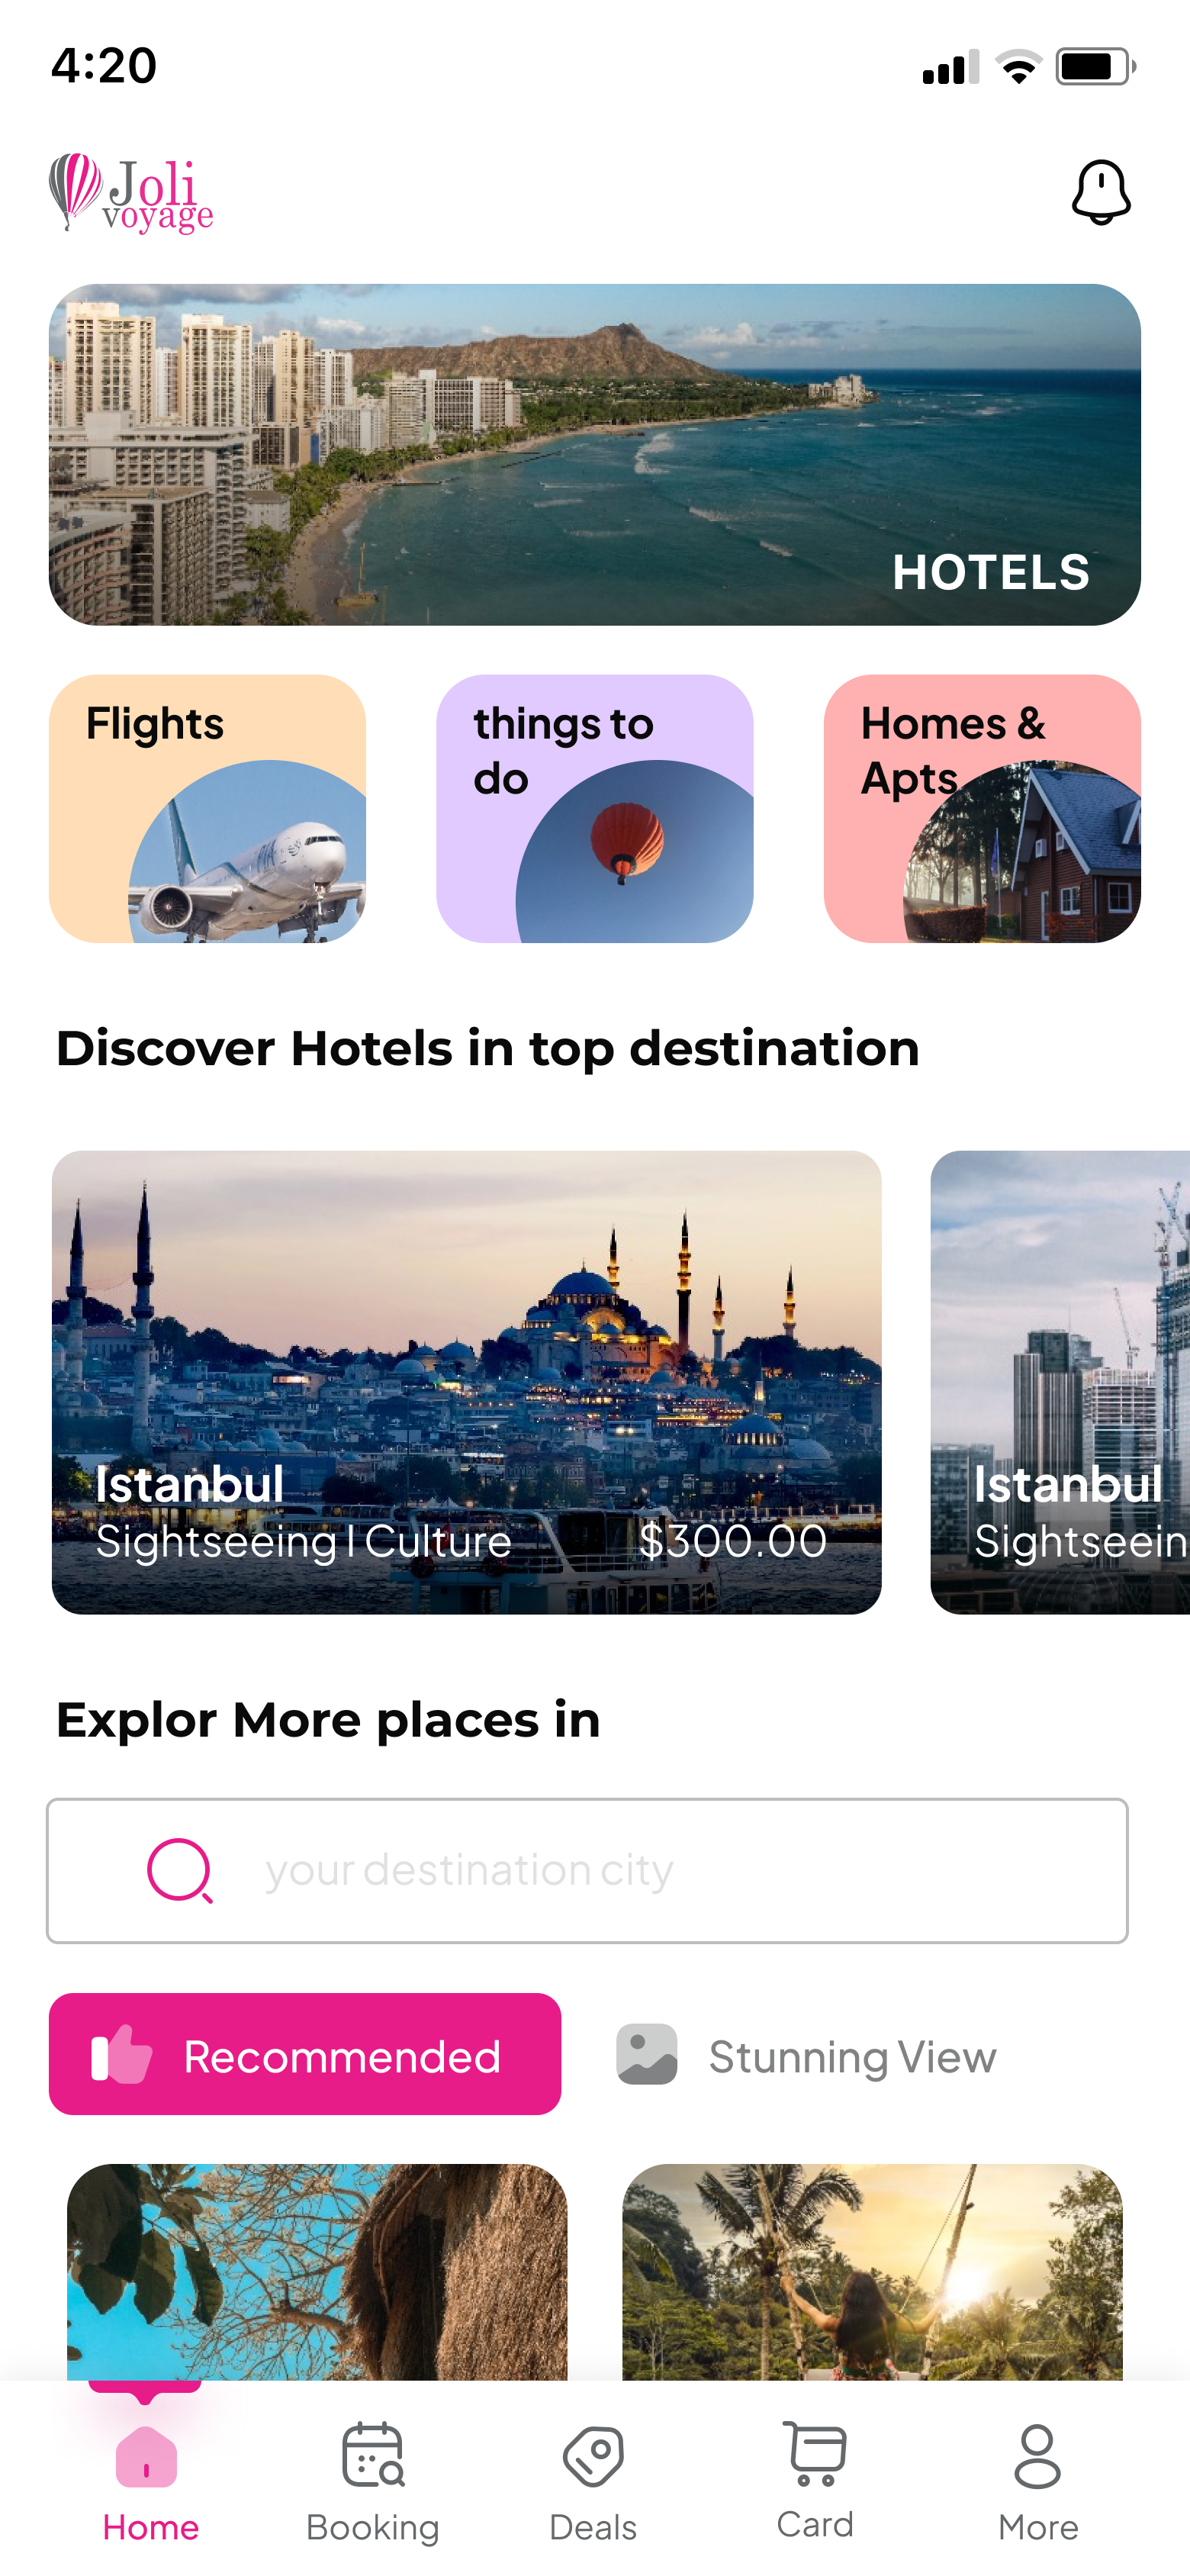 4:20
Joli
voyage
HOTELS
Flights
things to
do
Homes &
Apts
Discover Hotels in top destination
Istanbul
Sightseeing | Culture
$300.00
Istanbul
Sightseein
Explor More places in
your destination city
Recommended
Stunning View
Home
Booking
Deals
Card
More